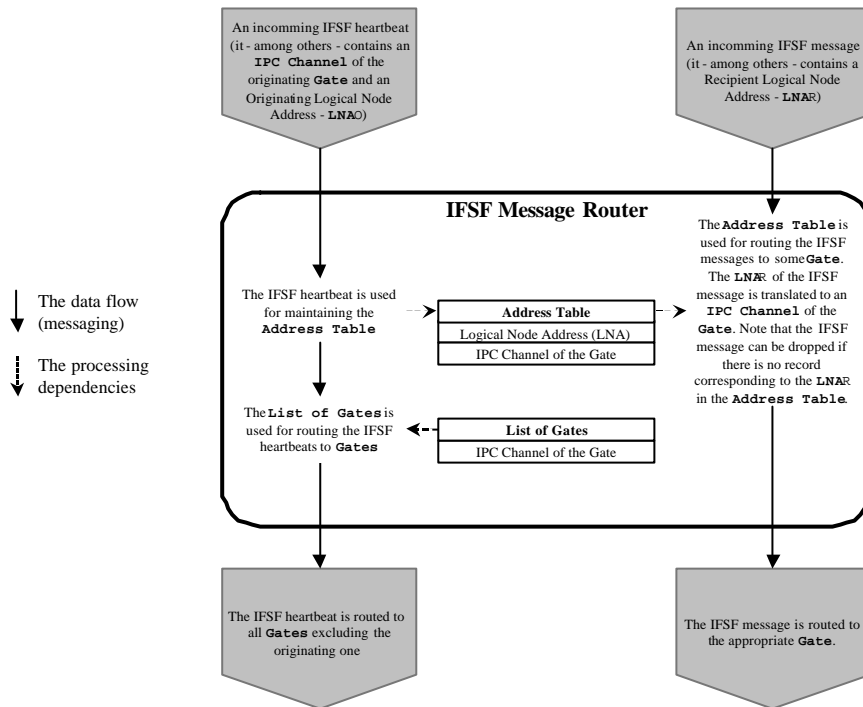 An incomming IFSF heartbeat
(it - among others - contains an
IPC Channel of the
originating Gate and an
Originating Logical Node
Address - LNAO)
An incomming IFSF message
(it - among others - contains a
Recipient Logical Node
Address - LNAR)
IFSF Message Router
The data flow
(messaging)
The processing
dependencies
The IFSF heartbeat is used
for maintaining the
Address Table
Address Table
Logical Node Address (LNA)
IPC Channel of the Gate
The Address Table is
used for routing the IFSF
messages to some Gate.
The LNAR of the IFSF
message is translated to an
IPC Channel of the
Gate. Note that the IFSF
message can be dropped if
there is no record
corresponding to the LNAR
in the Address Table.
The List of Gates is
used for routing the IFSF
heartbeats to Gates
List of Gates
IPC Channel of the Gate
The IFSF heartbeat is routed to
all Gates excluding the
originating one
The IFSF message is routed to
the appropriate Gate.